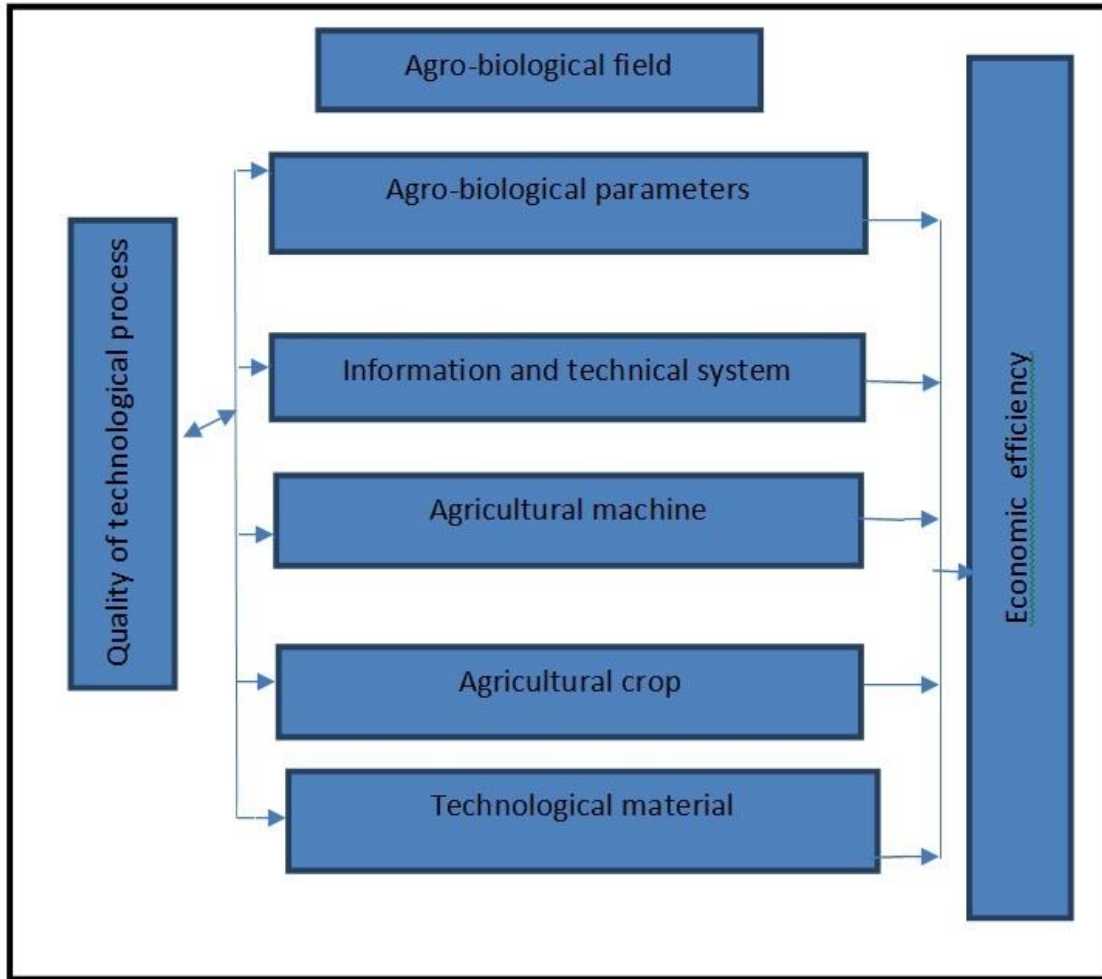 Agro-biological field
Agro-biological parameters
Quality of technological process
Information and technical system
Agricultural machine
Agricultural crop
Technological material
Economic efficiency